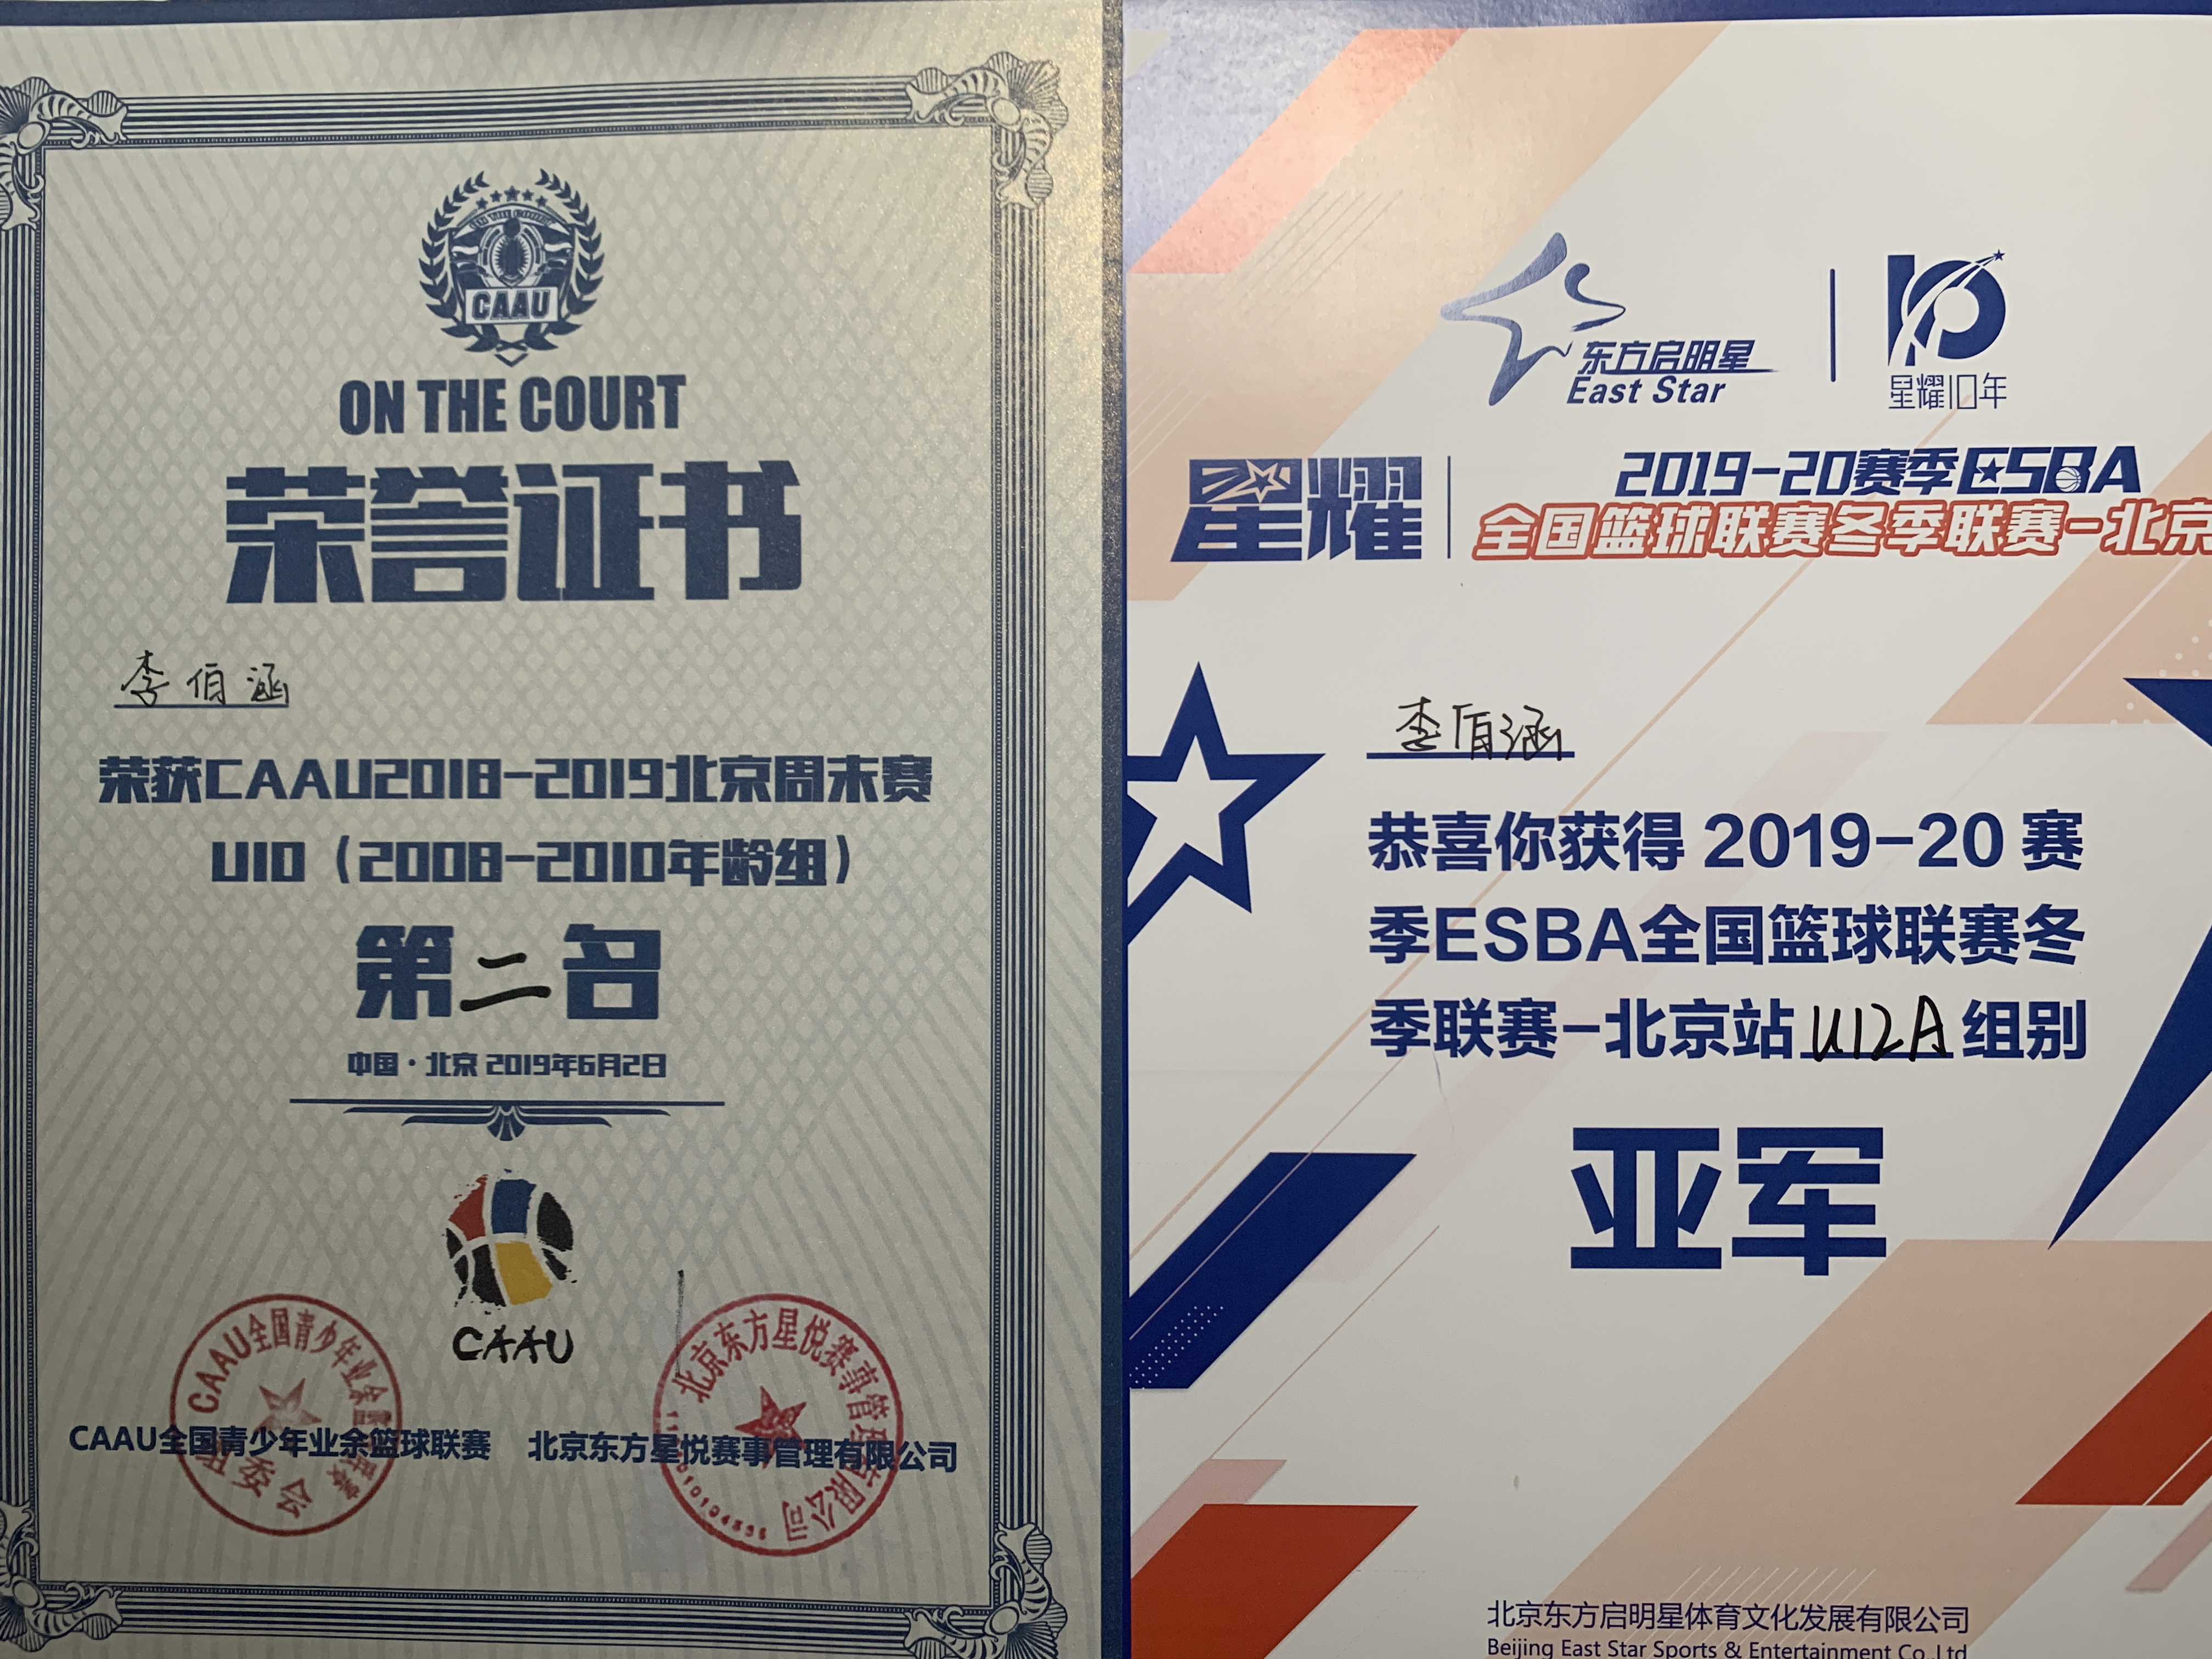 CAAU
ON THE COURT
荣誉证书
李伯涵
荣获CAAU2018-2019北京周末赛
U10（2008-2010年龄组）
第二名
中国·北京 2019年6月2日
CAAU
CAAU全国青少年业余篮球联赛
北京东方星悦赛事管理有限公司
CAAU全国青少年业余篮球联赛
组委会
北京东方星悦赛事管理有限公司
东方启明星
East Star
10
星耀10年
星耀
2019-20赛季ESBA
全国篮球联赛冬季联赛-北京
李伯涵
恭喜你获得 2019-20 赛
季ESBA全国篮球联赛冬
季联赛-北京站U12A组别
亚军
北京东方启明星体育文化发展有限公司
Beijing East Star Sports & Entertainment Co.,Ltd